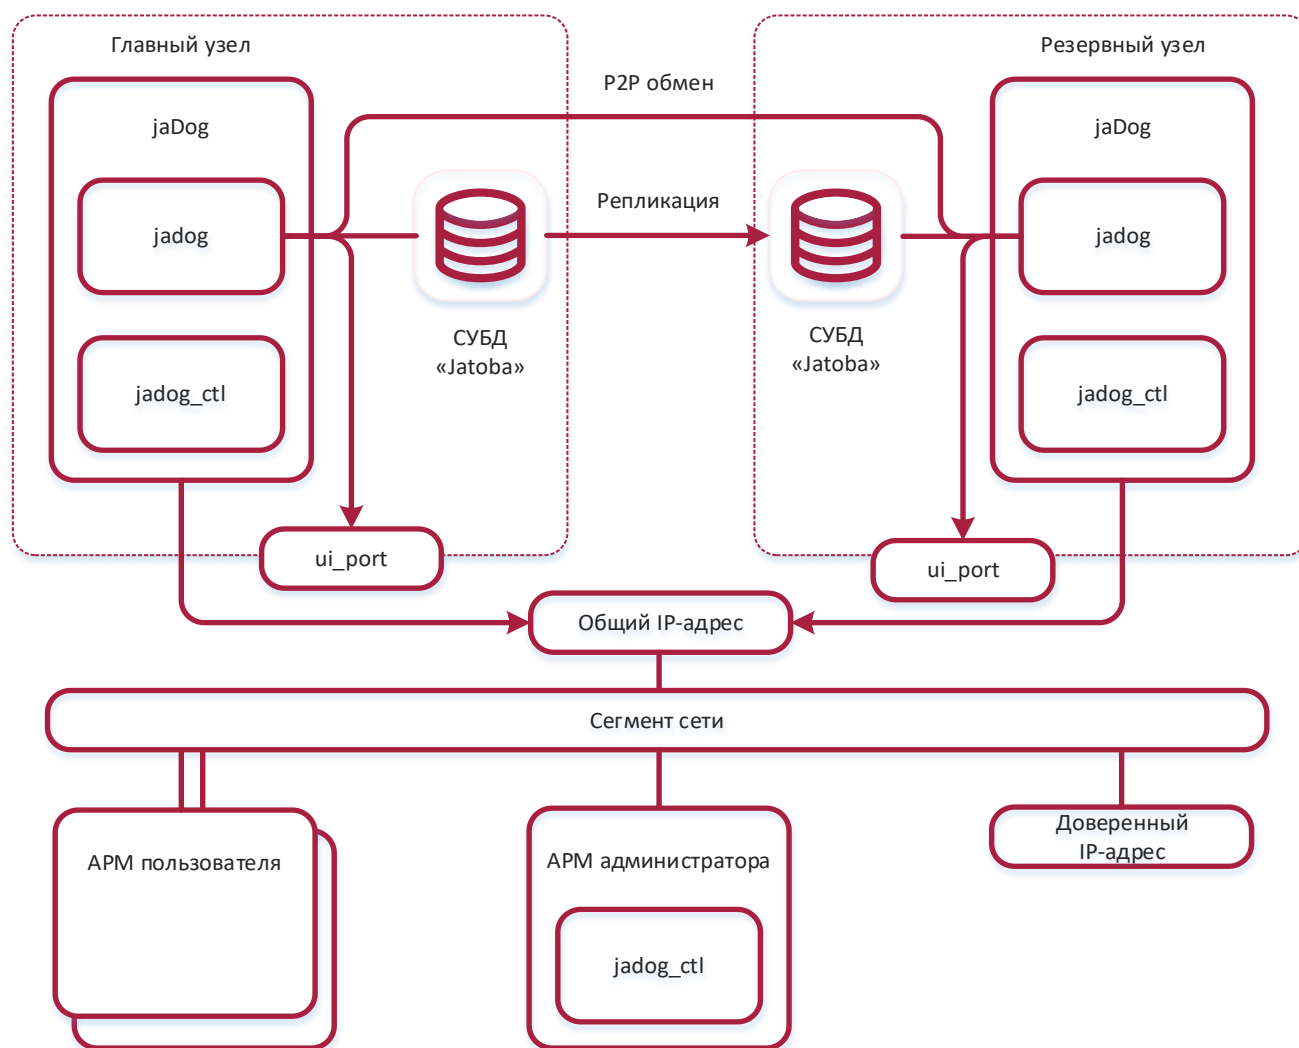 Главный узел
Резервный узел
P2P обмен
jaDog
jaDog
Репликация
jadog
jadog
СУБД
«Jatoba»
СУБД
«Jatoba»
jadog_ctl
jadog_ctl
ui_port
ui_port
Общий IP-адрес
Сегмент сети
АРМ пользователя
АРМ администратора
Доверенный
IP-адрес
jadog_ctl